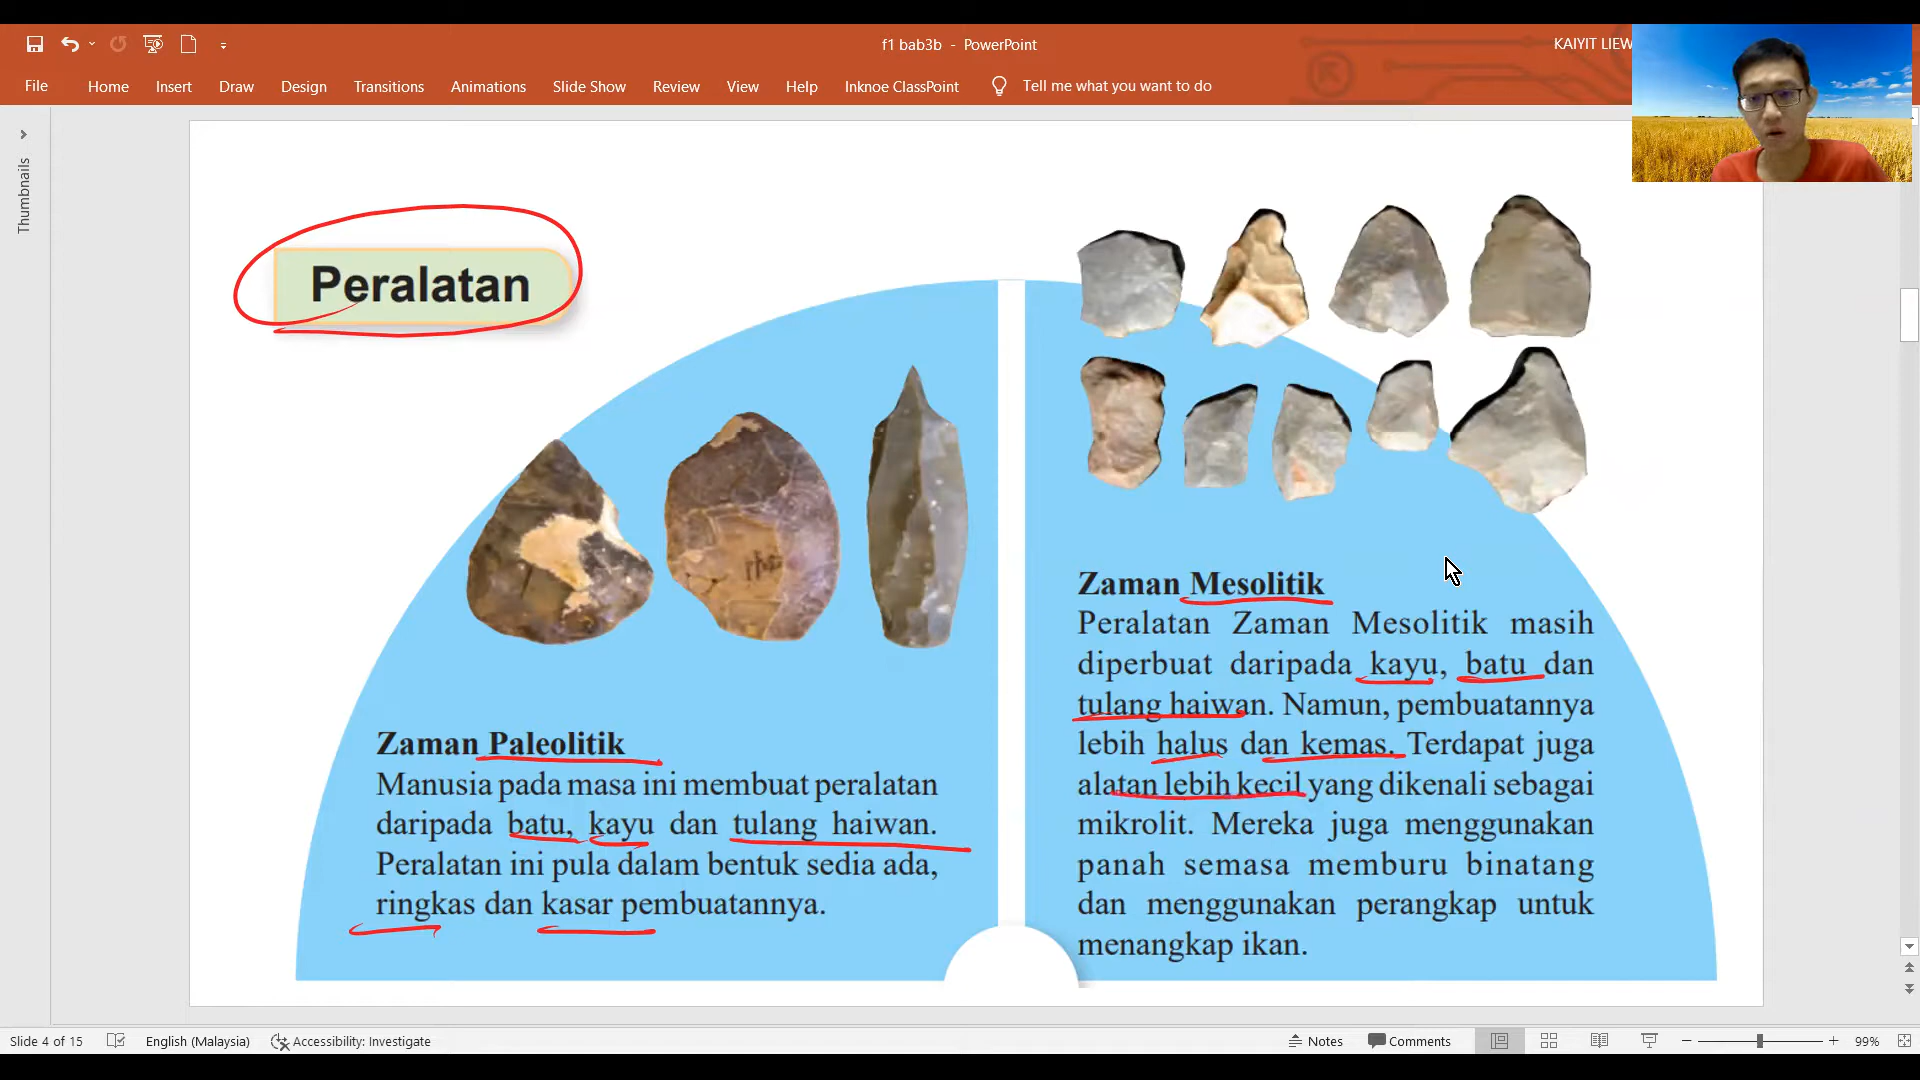 f1 bab3b - PowerPoint
KAIYIT LIEW
File Home Insert Draw Design Transitions Animations Slide Show Review View Help Inknoe ClassPoint Tell me what you want to do
Thumbnails
Peralatan
Zaman Paleolitik
Manusia pada masa ini membuat peralatan
daripada batu, kayu dan tulang haiwan.
Peralatan ini pula dalam bentuk sedia ada,
ringkas dan kasar pembuatannya.
Zaman Mesolitik
Peralatan Zaman Mesolitik masih
diperbuat daripada kayu, batu dan
tulang haiwan. Namun, pembuatannya
lebih halus dan kemas. Terdapat juga
alatan lebih kecil yang dikenali sebagai
mikrolit. Mereka juga menggunakan
panah semasa memburu binatang
dan menggunakan perangkap untuk
menangkap ikan.
Slide 4 of 15 English (Malaysia) Accessibility: Investigate Notes Comments 99%